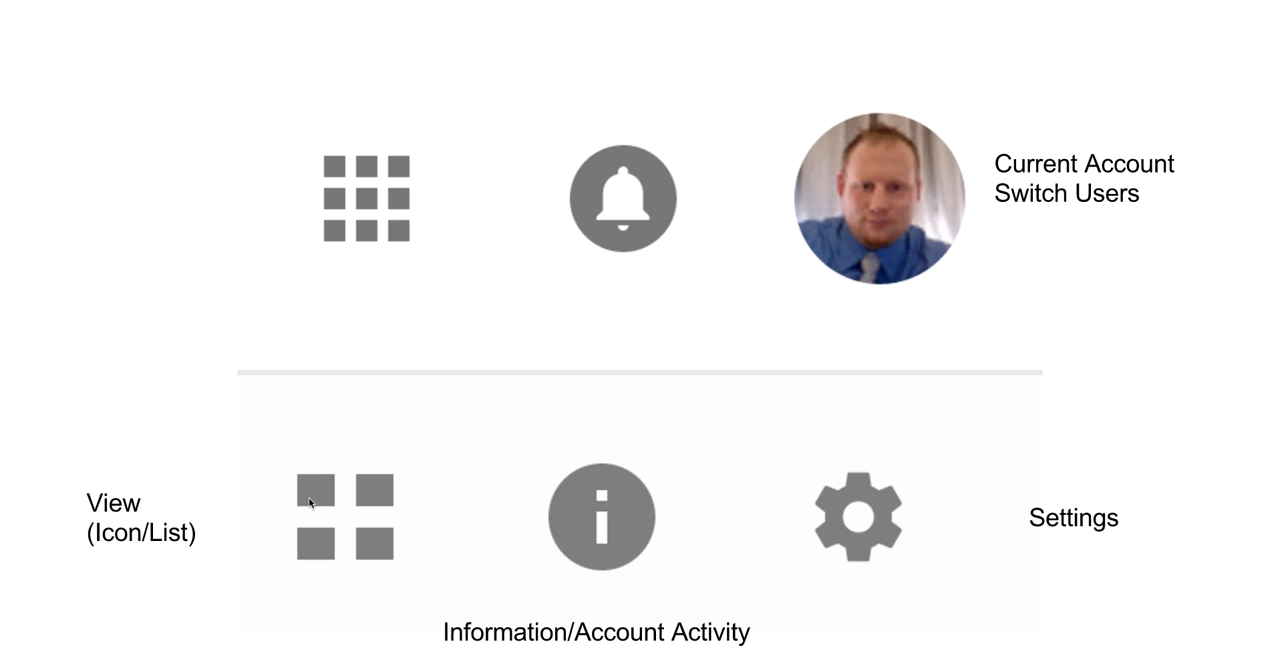 Current Account
Switch Users
View
(Icon/List)
Settings
Information/Account Activity